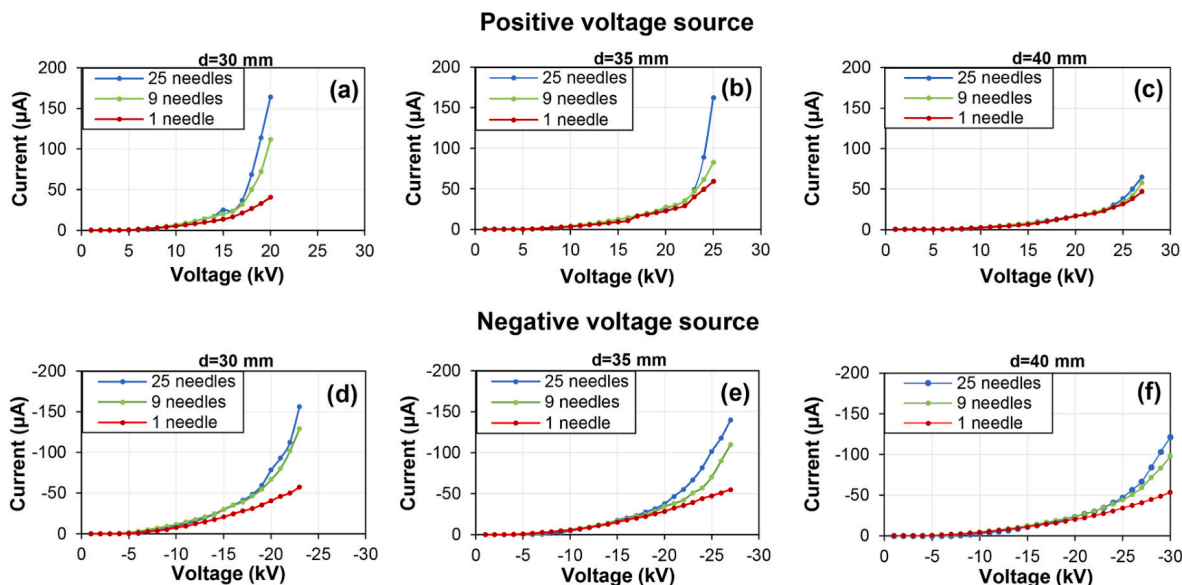 Positive voltage source
d=30 mm
200
150
100
50
0
Current (µA)
25 needles
9 needles
1 needle
(a)
0 5 10 15 20 25 30
Voltage (kV)
d=35 mm
200
150
100
50
0
Current (µA)
25 needles
9 needles
1 needle
(b)
0 5 10 15 20 25 30
Voltage (kV)
d=40 mm
200
150
100
50
0
Current (µA)
25 needles
9 needles
1 needle
(c)
0 5 10 15 20 25 30
Voltage (kV)
Negative voltage source
d=30 mm
-200
-150
-100
-50
0
Current (µA)
25 needles
9 needles
1 needle
(d)
0 -5 -10 -15 -20 -25 -30
Voltage (kV)
d=35 mm
-200
-150
-100
-50
0
Current (µA)
25 needles
9 needles
1 needle
(e)
0 -5 -10 -15 -20 -25 -30
Voltage (kV)
d=40 mm
-200
-150
-100
-50
0
Current (µA)
25 needles
9 needles
1 needle
(f)
0 -5 -10 -15 -20 -25 -30
Voltage (kV)